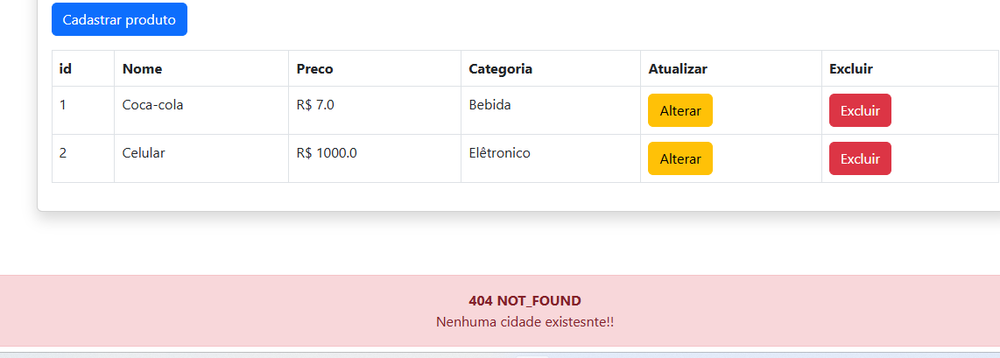 Cadastrar produto
id Nome Preco Categoria Atualizar Excluir
1 Coca-cola R$ 7.0 Bebida Alterar Excluir
2 Celular R$ 1000.0 Elêtronico Alterar Excluir
404 NOT_FOUND
Nenhuma cidade existesnte!!